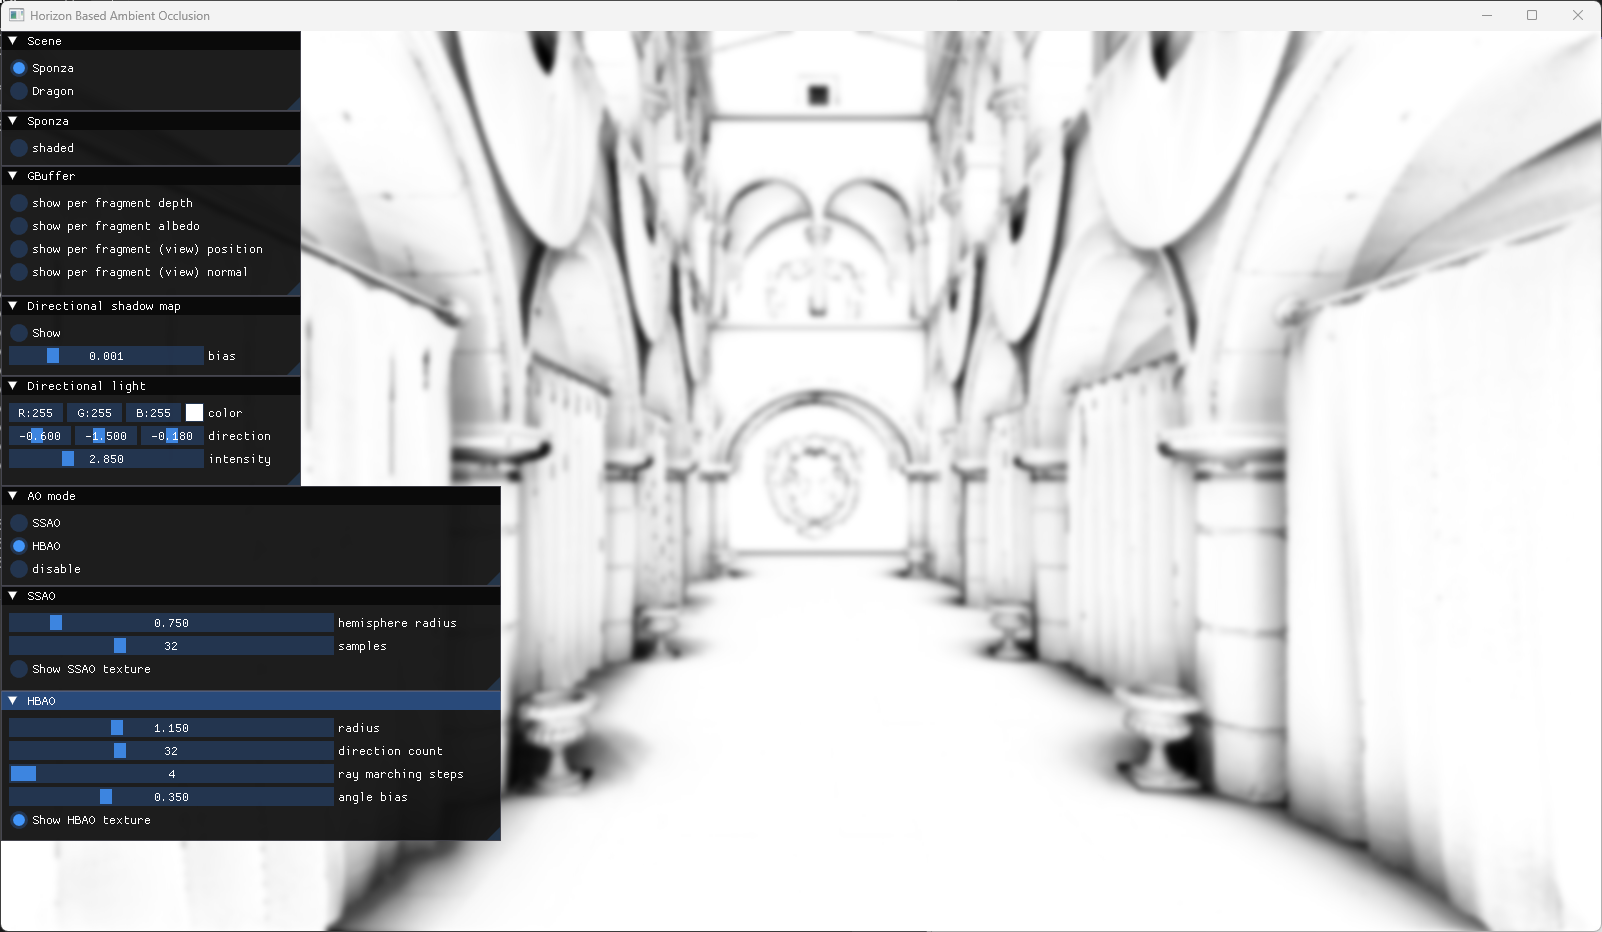 Horizon Based Ambient Occlusion
Scene
Sponza
Dragon
Sponza
shaded
GBuffer
show per fragment depth
show per fragment albedo
show per fragment (view) position
show per fragment (view) normal
Directional shadow map
Show
0.001 bias
Directional light
R:255 G:255 B:255 color
-0.600 -1.500 -0.180 direction
2.850 intensity
AO mode
SSAO
HBAO
disable
SSAO
0.750 hemisphere radius
32 samples
Show SSAO texture
HBAO
1.150 radius
32 direction count
4 ray marching steps
0.350 angle bias
Show HBAO texture